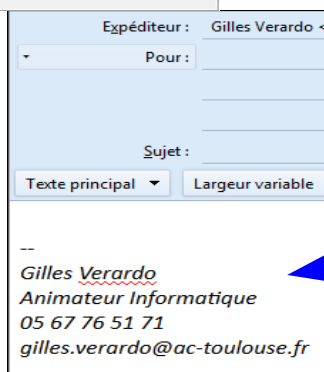 Expéditeur : Gilles Verardo <
Pour :
Sujet :
Texte principal Largeur variable
--
Gilles Verardo
Animateur Informatique
05 67 76 51 71
gilles.verardo@ac-toulouse.fr